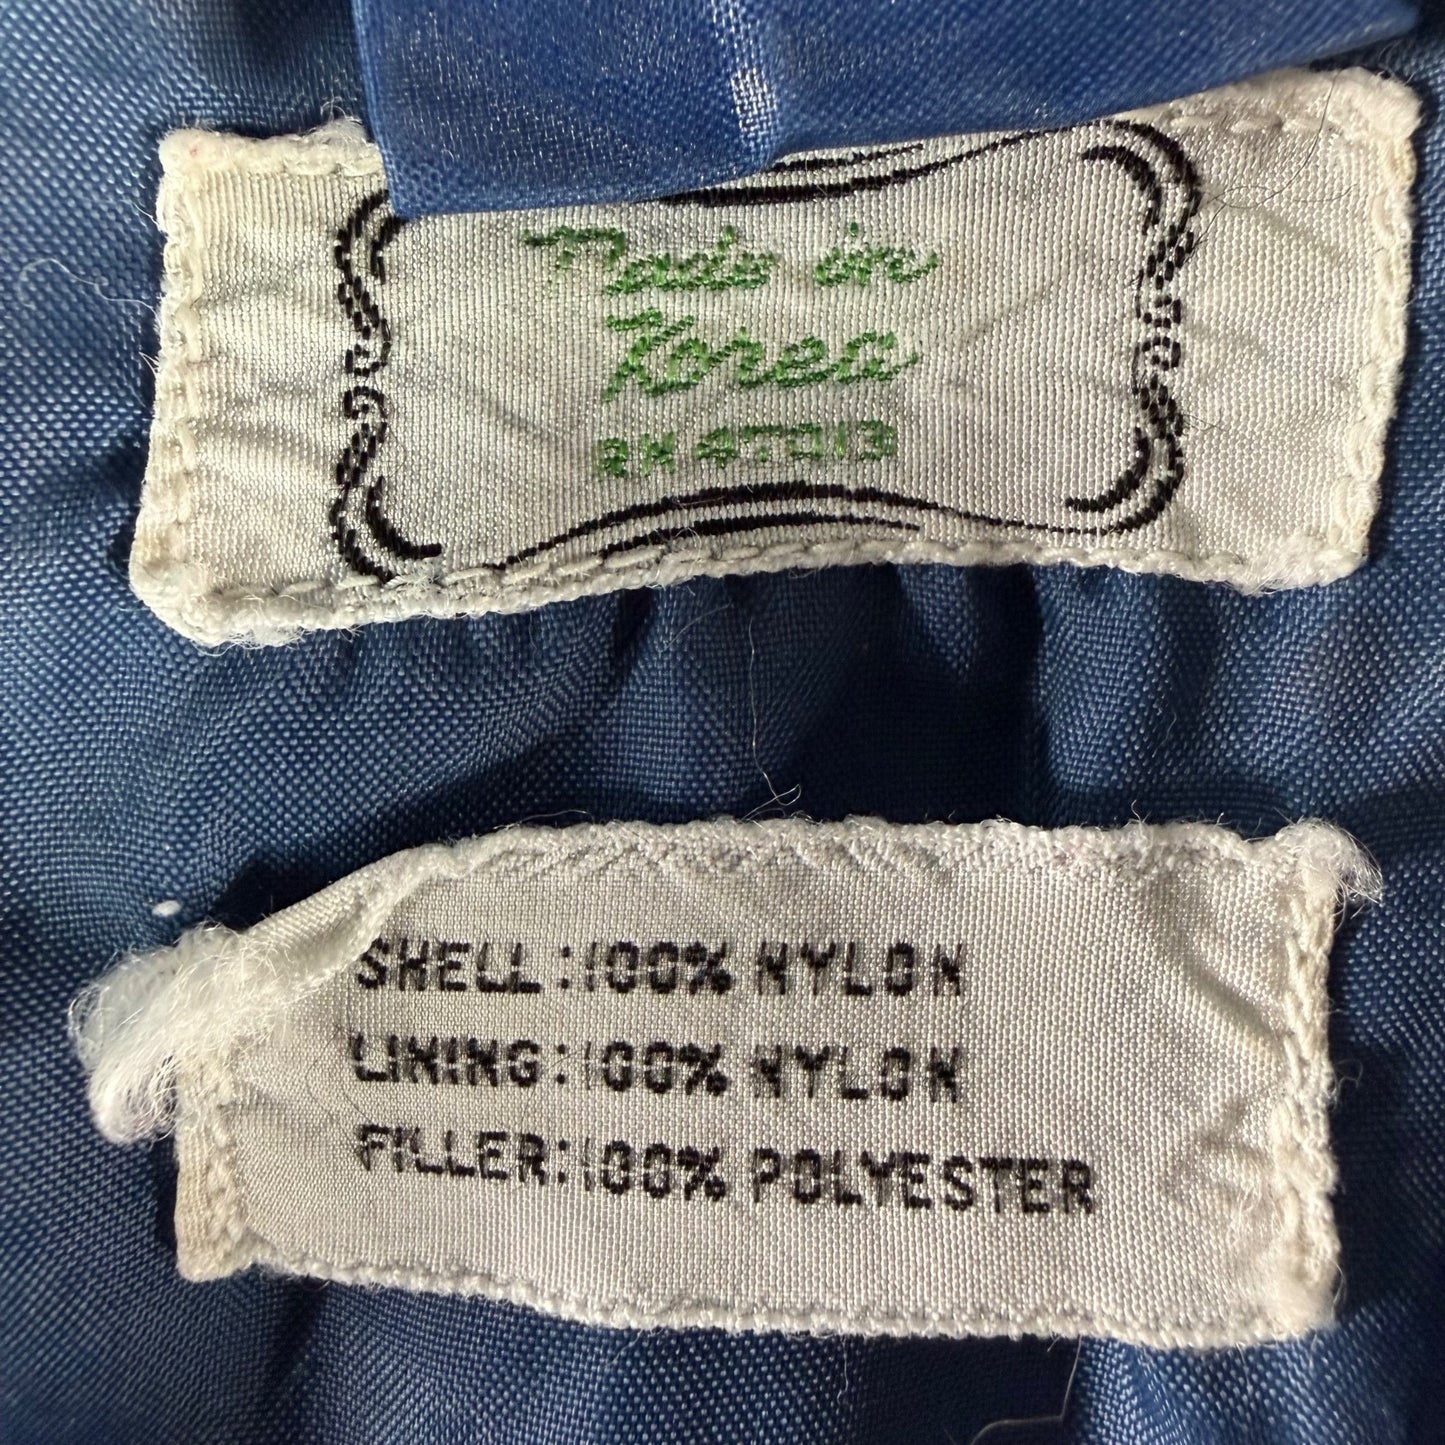 Made in
Korea
RN 47013
SHELL:100% NYLON
LINING:100% NYLON
FILLER:100% POLYESTER